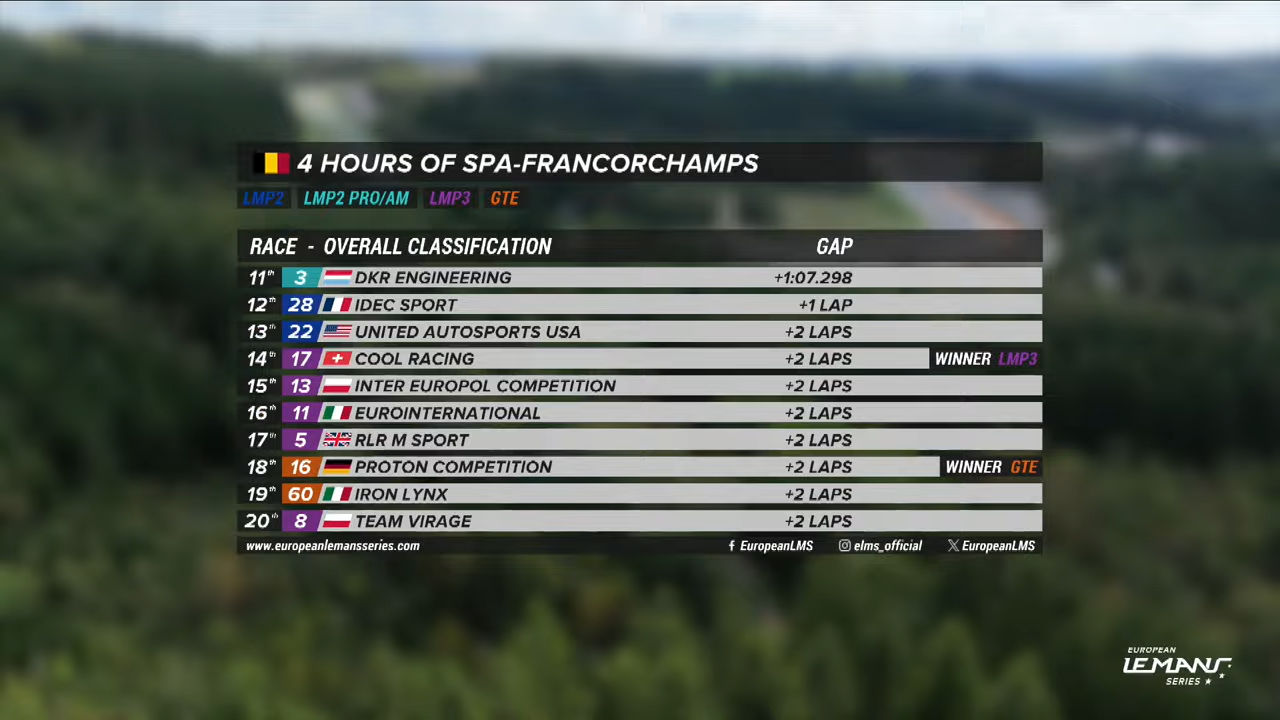 4 HOURS OF SPA-FRANCORCHAMPS
LMP2 LMP2 PRO/AM LMP3 GTE
RACE - OVERALL CLASSIFICATION GAP
11th 3 DKR ENGINEERING +1:07.298
12th 28 IDEC SPORT +1 LAP
13th 22 UNITED AUTOSPORTS USA +2 LAPS
14th 17 COOL RACING +2 LAPS WINNER LMP3
15th 13 INTER EUROPOL COMPETITION +2 LAPS
16th 11 EUROINTERNATIONAL +2 LAPS
17th 5 RLR M SPORT +2 LAPS
18th 16 PROTON COMPETITION +2 LAPS WINNER GTE
19th 60 IRON LYNX +2 LAPS
20th 8 TEAM VIRAGE +2 LAPS
www.europeanlemansseries.com EuropeanLMS elms_official EuropeanLMS
EUROPEAN
LE MANS
SERIES